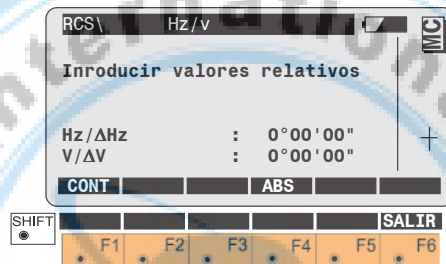 RCS\ Hz/v
MC
Inroducir valores relativos
Hz/ΔHz : 0°00'00"
V/ΔV : 0°00'00"
CONT ABS
SHIFT SALIR
F1 F2 F3 F4 F5 F6